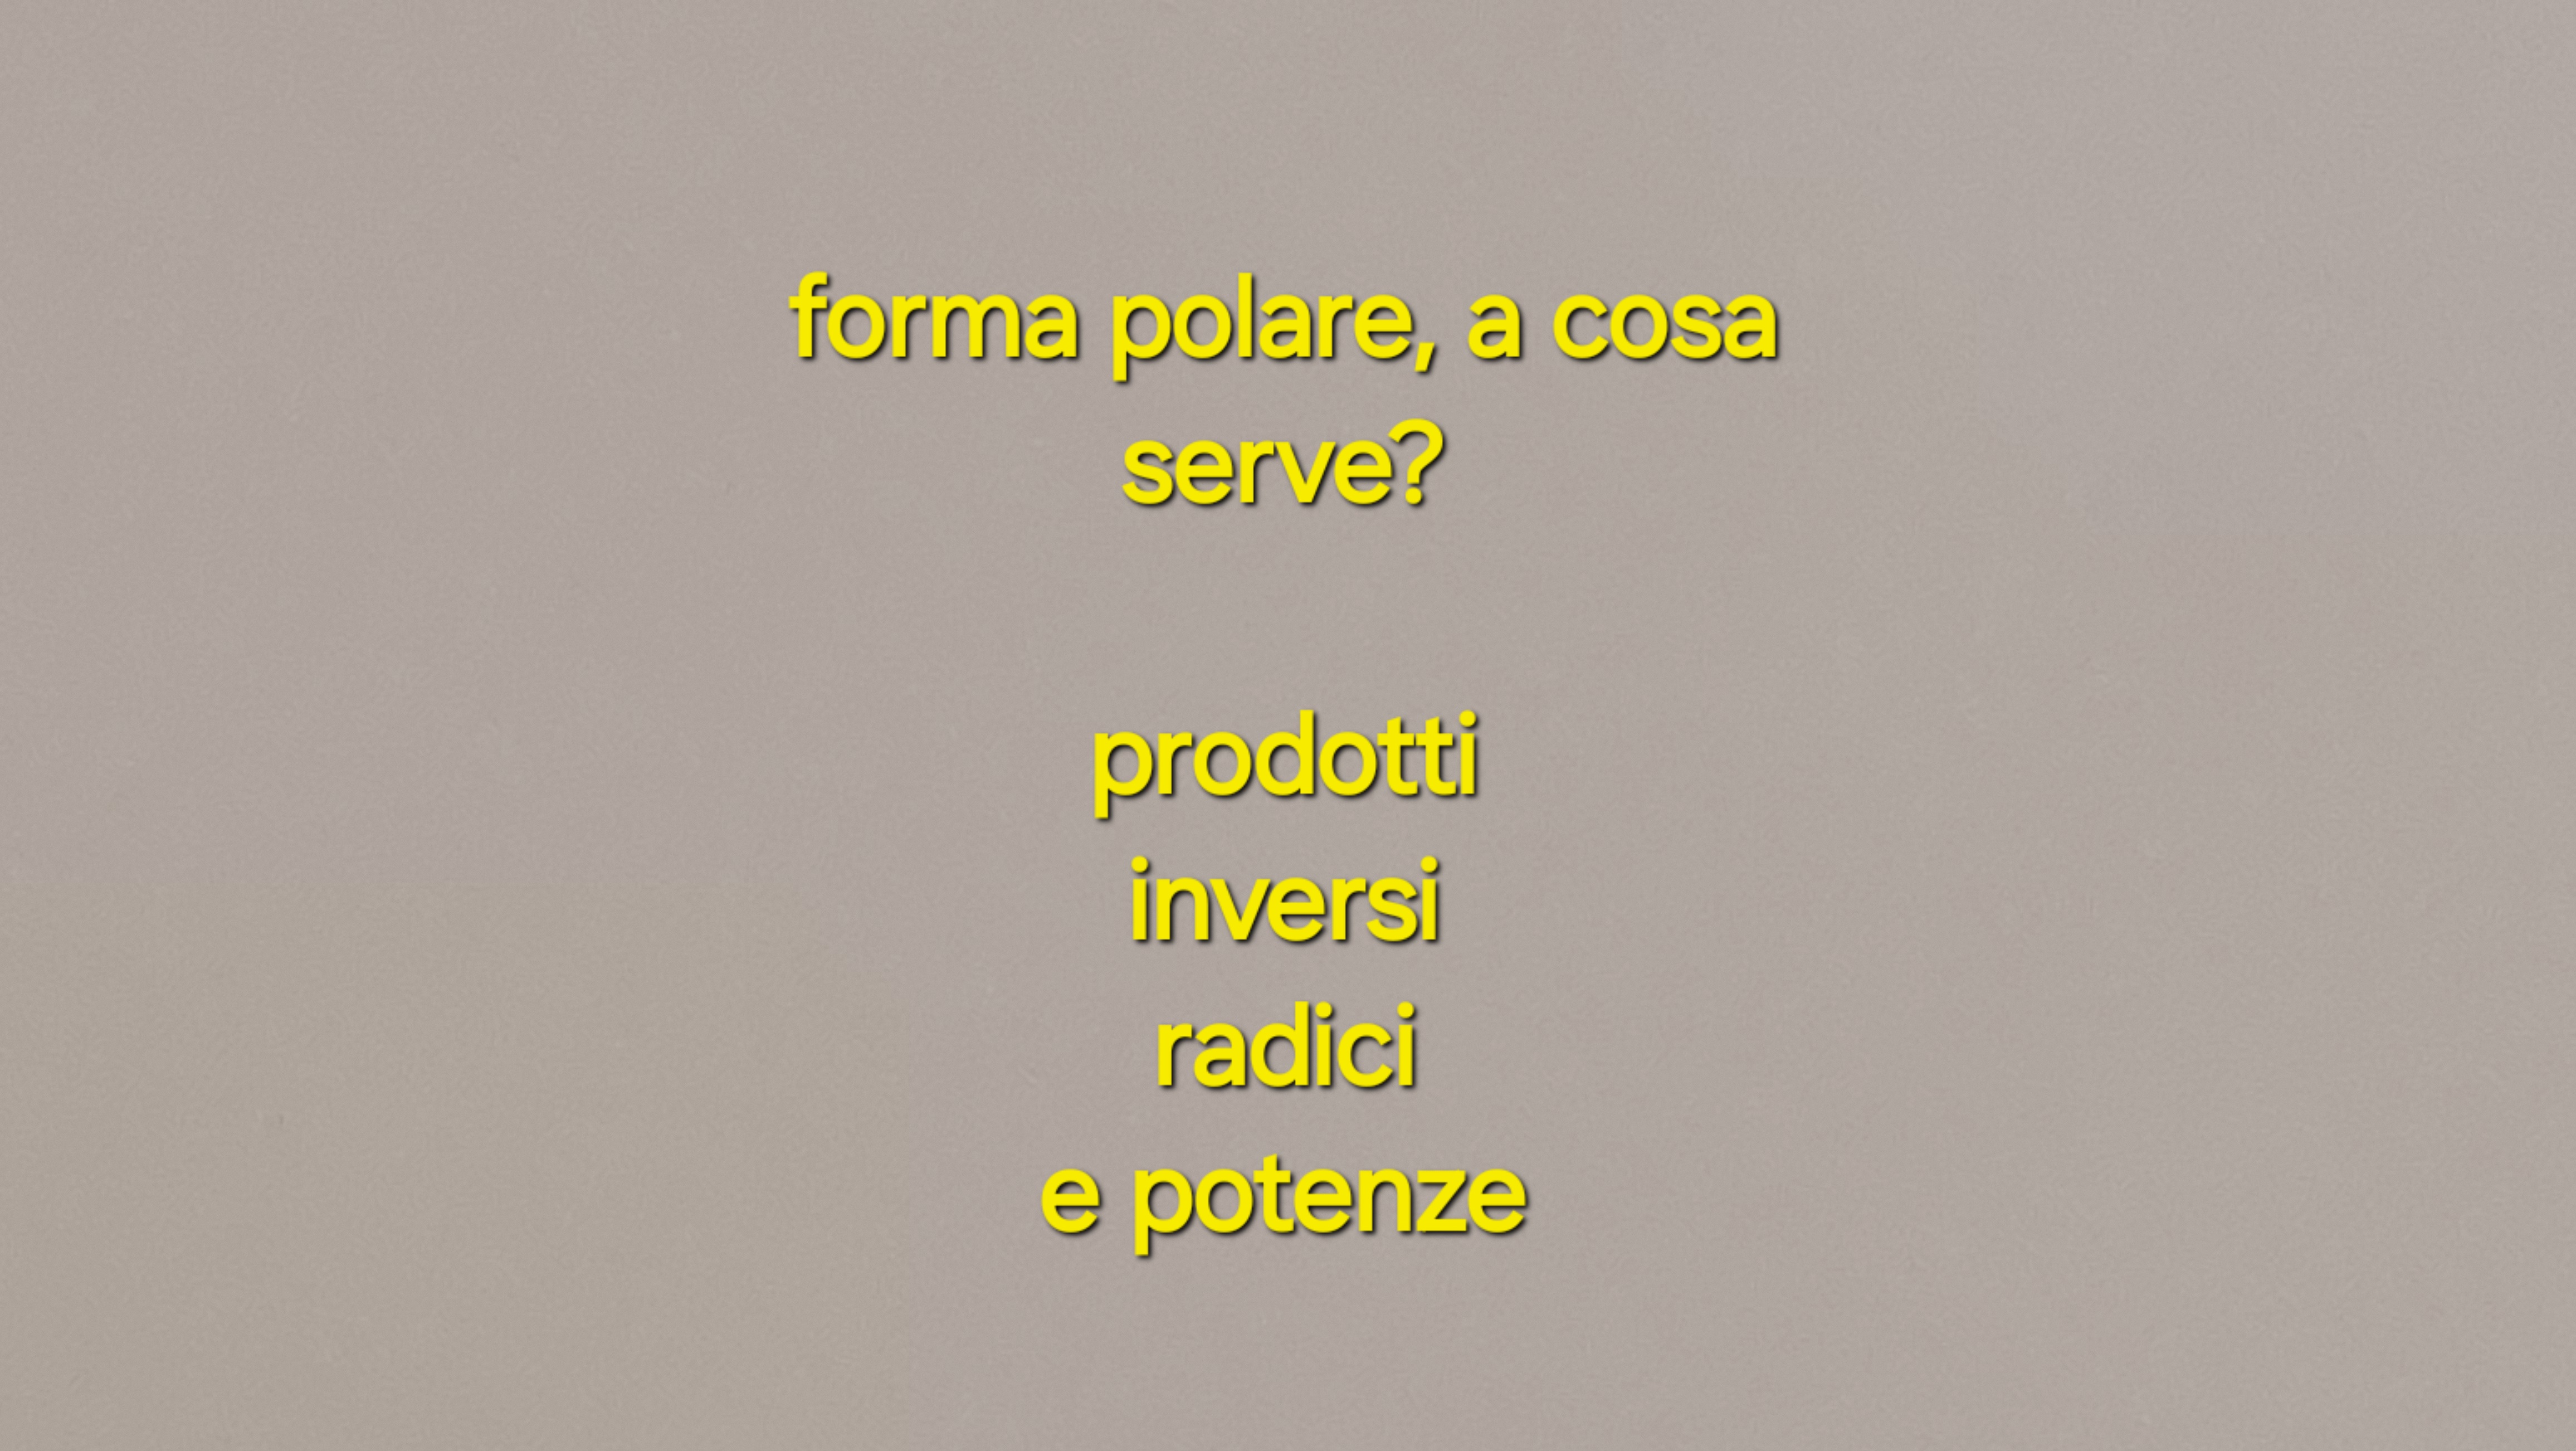 forma polare, a cosa
serve?
prodotti
inversi
radici
e potenze